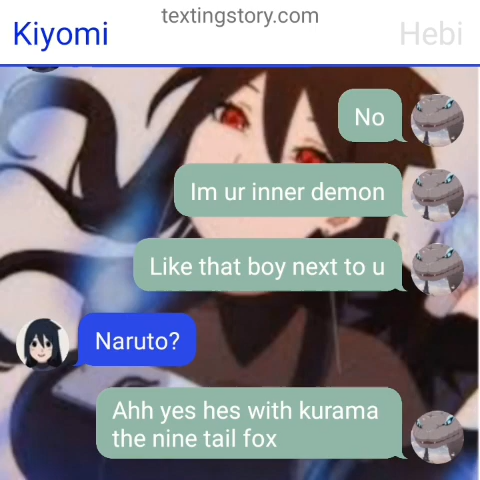 textingstory.com
Kiyomi
Hebi
No
Im ur inner demon
Like that boy next to u
Naruto?
Ahh yes hes with kurama
the nine tail fox